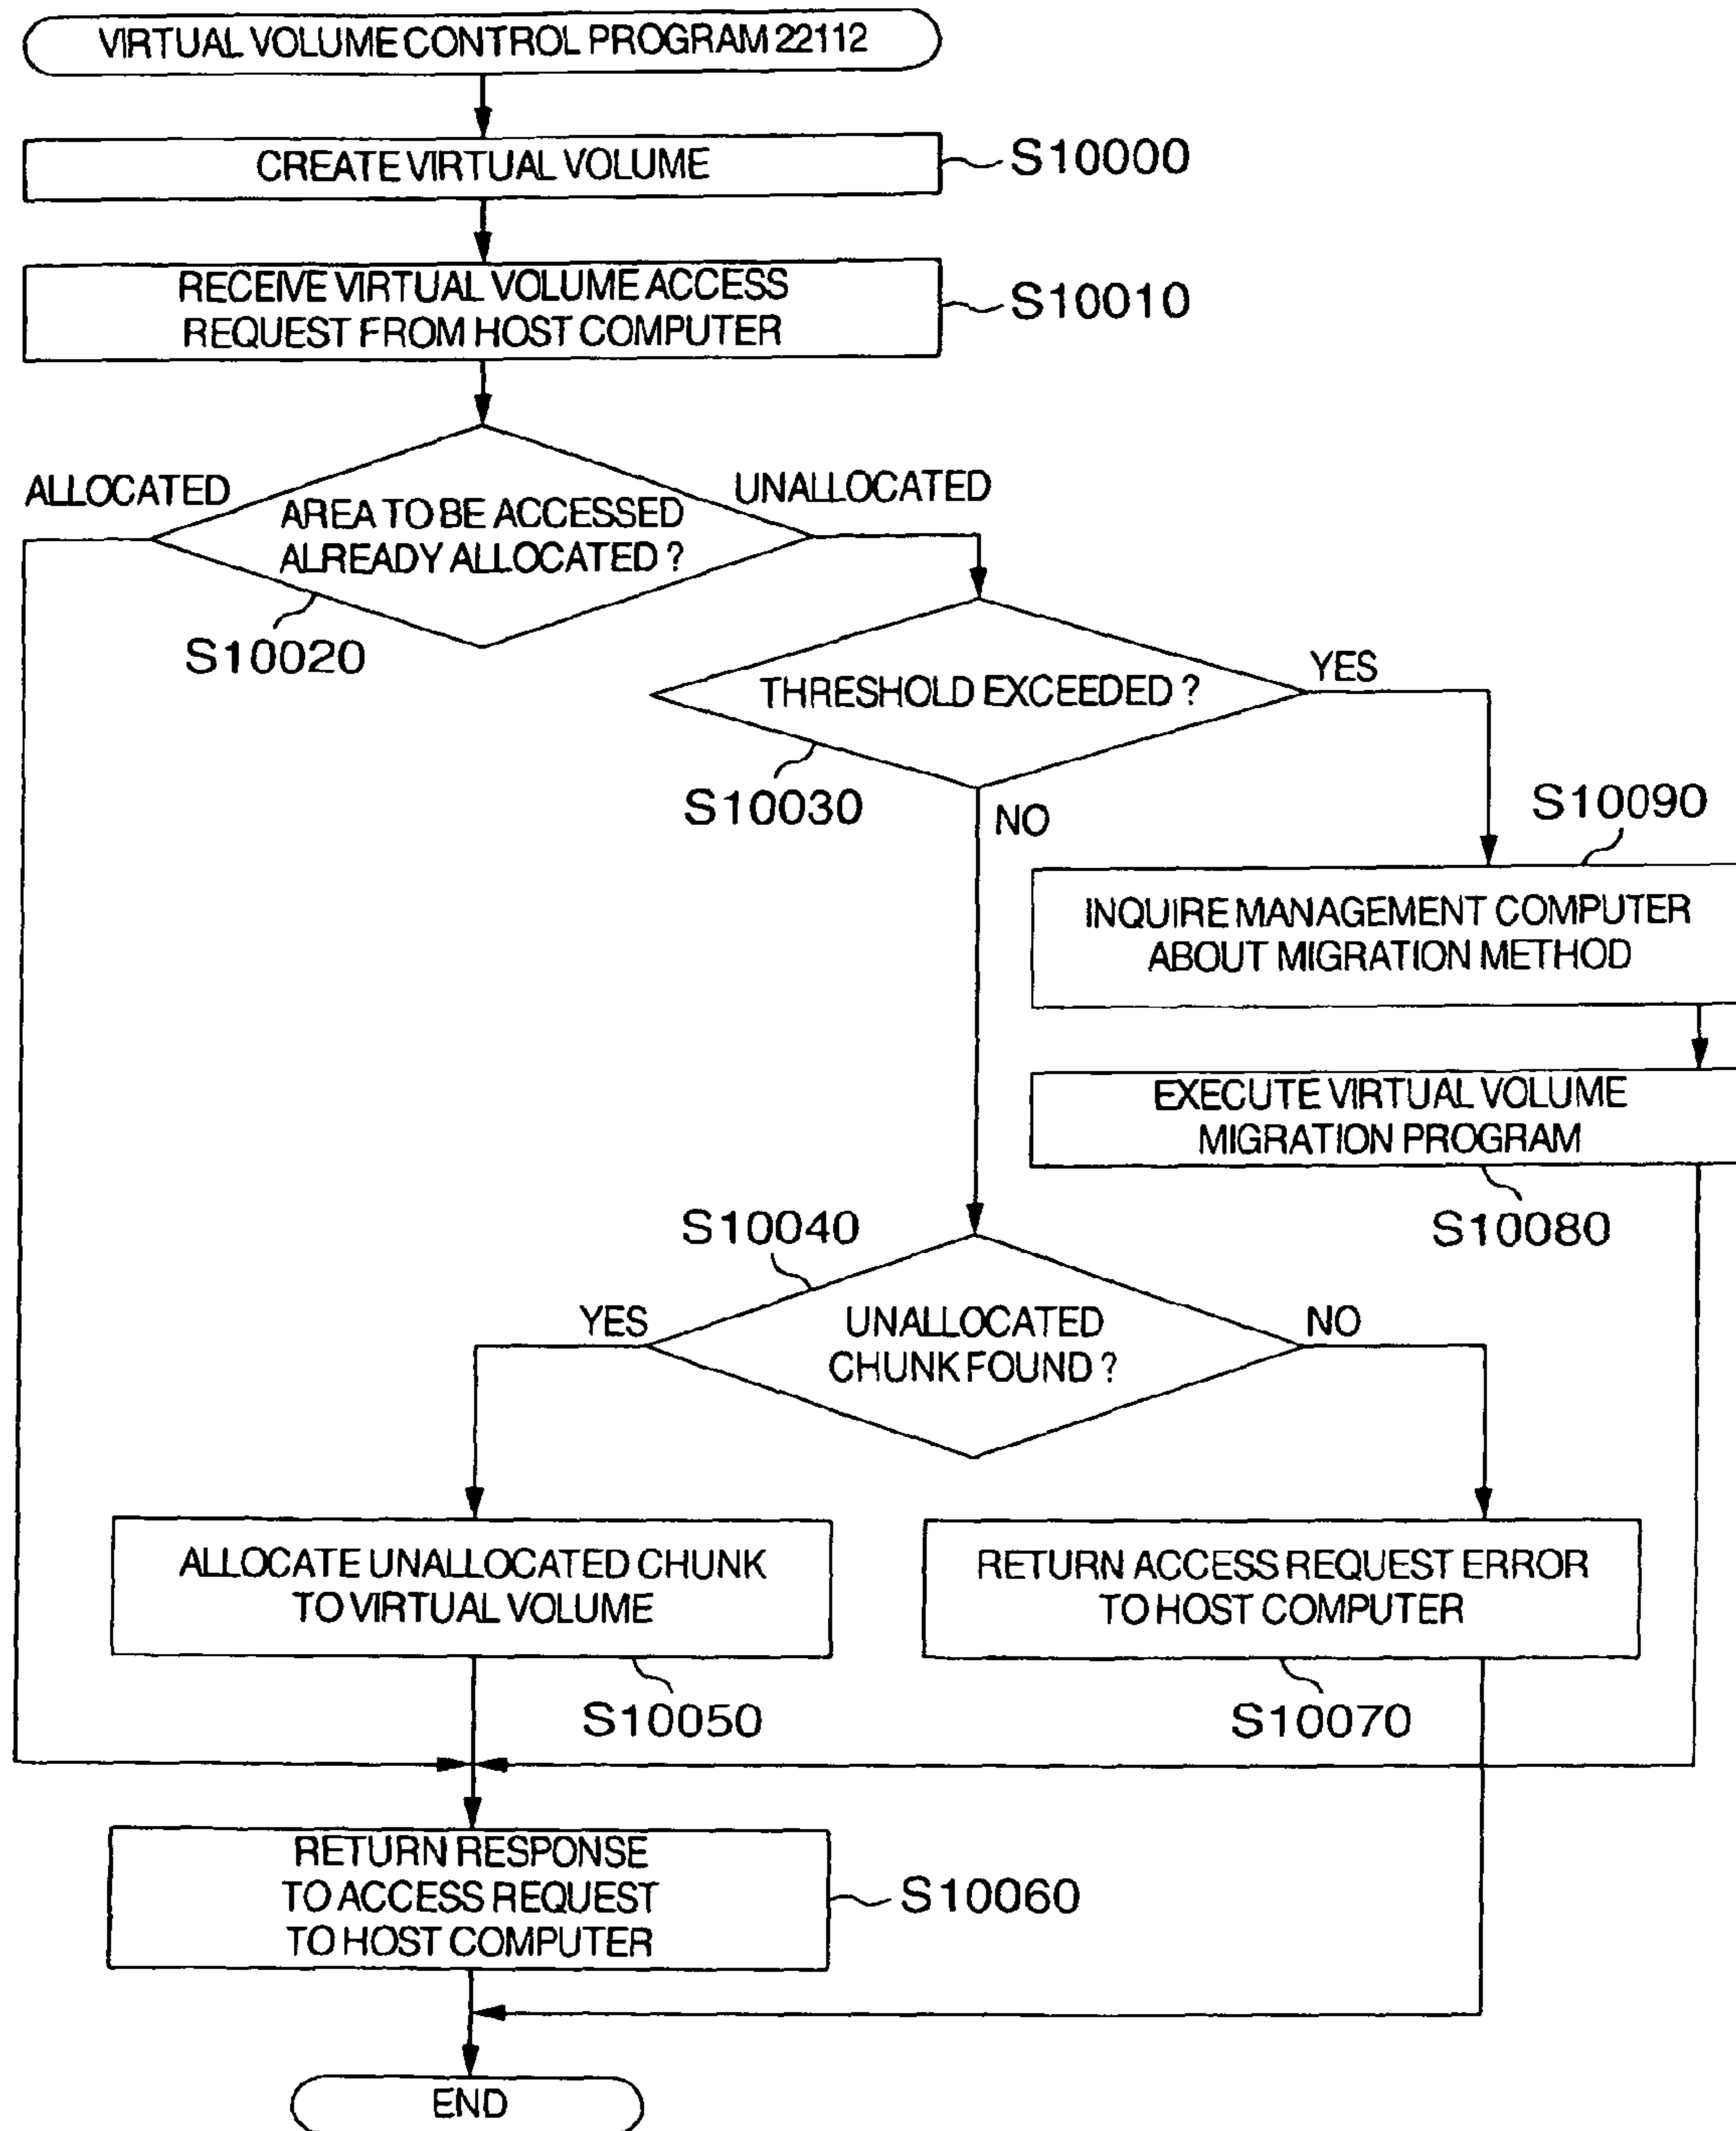 VIRTUAL VOLUME CONTROL PROGRAM 22112
CREATE VIRTUAL VOLUME
S10000
RECEIVE VIRTUAL VOLUME ACCESS
REQUEST FROM HOST COMPUTER
S10010
ALLOCATED
UNALLOCATED
AREA TO BE ACCESSED
ALREADY ALLOCATED ?
S10020
THRESHOLD EXCEEDED ?
YES
S10030
NO
S10090
INQUIRE MANAGEMENT COMPUTER
ABOUT MIGRATION METHOD
EXECUTE VIRTUAL VOLUME
MIGRATION PROGRAM
S10080
S10040
YES
UNALLOCATED
CHUNK FOUND ?
NO
ALLOCATE UNALLOCATED CHUNK
TO VIRTUAL VOLUME
S10050
RETURN ACCESS REQUEST ERROR
TO HOST COMPUTER
S10070
RETURN RESPONSE
TO ACCESS REQUEST
TO HOST COMPUTER
S10060
END